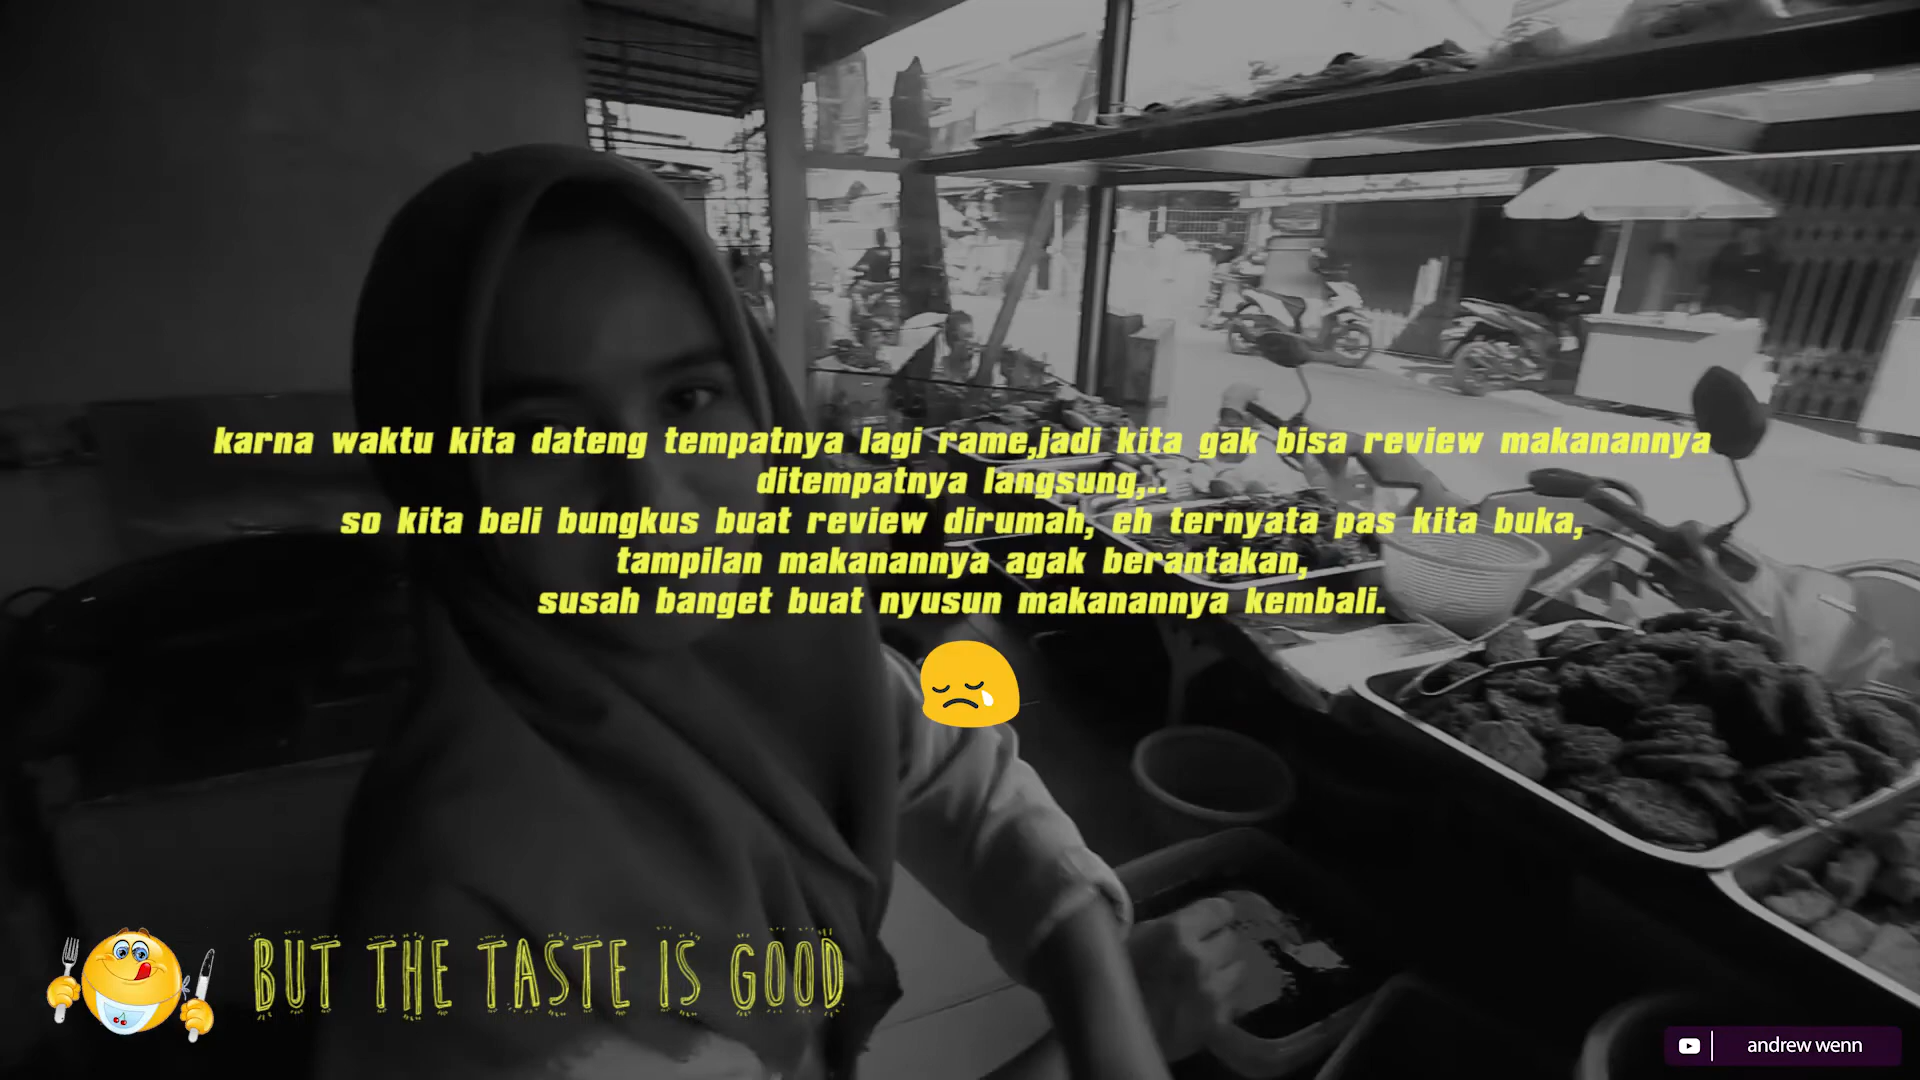 karna waktu kita dateng tempatnya lagi rame,jadi kita gak bisa review makanannya
ditempatnya langsung,..
so kita beli bungkus buat review dirumah, eh ternyata pas kita buka,
tampilan makanannya agak berantakan,
susah banget buat nyusun makanannya kembali.
BUT THE TASTE IS GOOD
andrew wenn